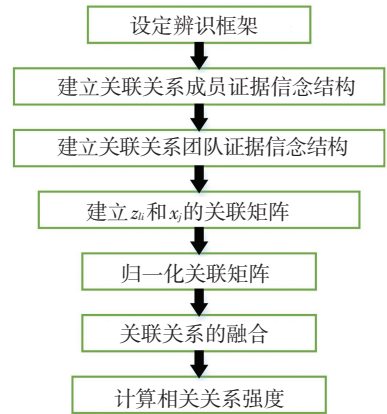 设定辨识框架
建立关联关系成员证据信念结构
建立关联关系团队证据信念结构
建立zli和xj的关联矩阵
归一化关联矩阵
关联关系的融合
计算相关关系强度